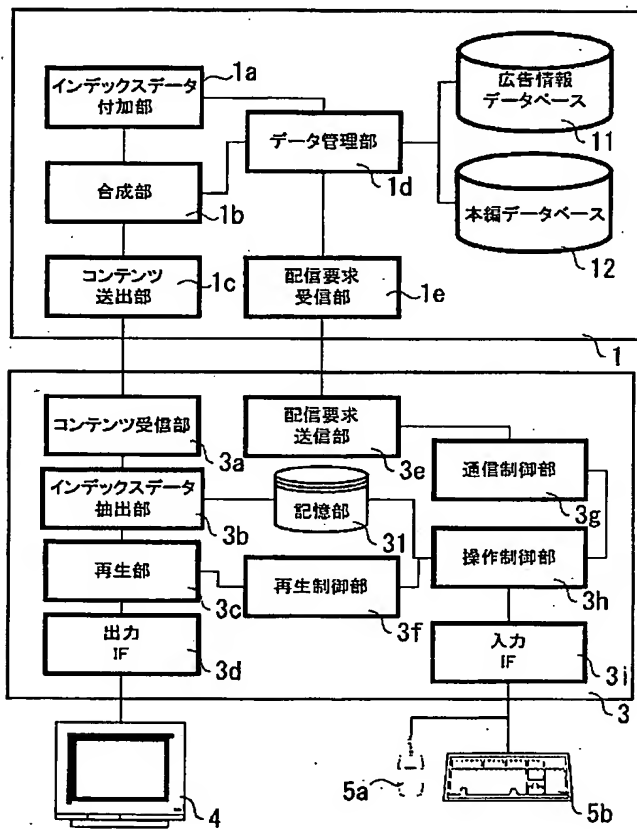 インデックスデータ
付加部
1a
合成部
1b
コンテンツ
送出部
1c
データ管理部
1d
配信要求
受信部
1e
広告情報
データベース
11
本編データベース
12
1
コンテンツ受信部
3a
インデックスデータ
抽出部
3b
再生部
3c
出力
IF
3d
配信要求
送信部
3e
記憶部
31
再生制御部
3f
通信制御部
3g
操作制御部
3h
入力
IF
3i
3
4
5a
5b